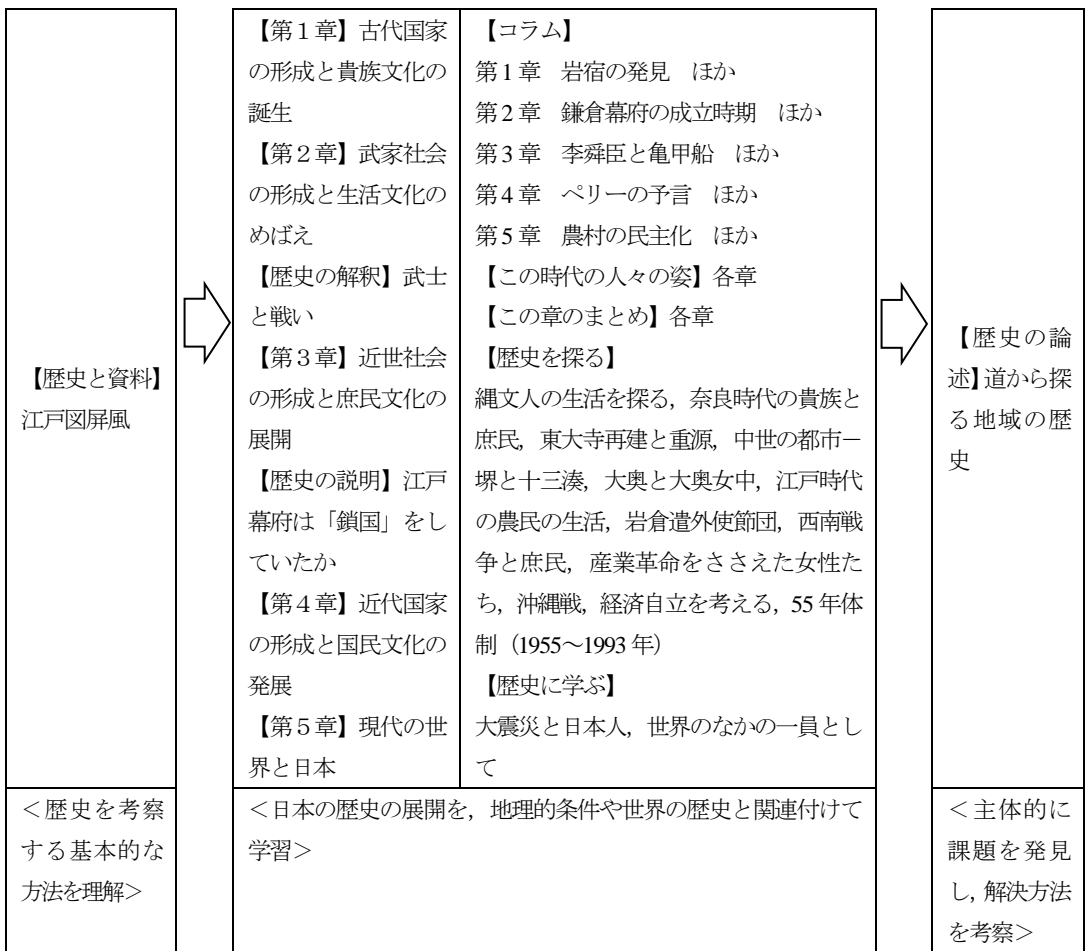 【歴史と資料】
江戸図屏風
＜歴史を考察
する基本的な
方法を理解＞
【第１章】古代国家
の形成と貴族文化の
誕生
【第２章】武家社会
の形成と生活文化の
めばえ
【歴史の解釈】武士
と戦い
【第３章】近世社会
の形成と庶民文化の
展開
【歴史の説明】江戸
幕府は「鎖国」をし
ていたか
【第４章】近代国家
の形成と国民文化の
発展
【第５章】現代の世
界と日本
【コラム】
第１章　岩宿の発見　ほか
第２章　鎌倉幕府の成立時期　ほか
第３章　李舜臣と亀甲船　ほか
第４章　ペリーの予言　ほか
第５章　農村の民主化　ほか
【この時代の人々の姿】各章
【この章のまとめ】各章
【歴史を探る】
縄文人の生活を探る，奈良時代の貴族と
庶民，東大寺再建と重源，中世の都市－
堺と十三湊，大奥と大奥女中，江戸時代
の農民の生活，岩倉遣外使節団，西南戦
争と庶民，産業革命をささえた女性た
ち，沖縄戦，経済自立を考える，55 年体
制（1955～1993 年）
【歴史に学ぶ】
大震災と日本人，世界のなかの一員とし
て
＜日本の歴史の展開を，地理的条件や世界の歴史と関連付けて
学習＞
【歴史の論
述】道から探
る地域の歴
史
＜主体的に
課題を発見
し，解決方法
を考察＞